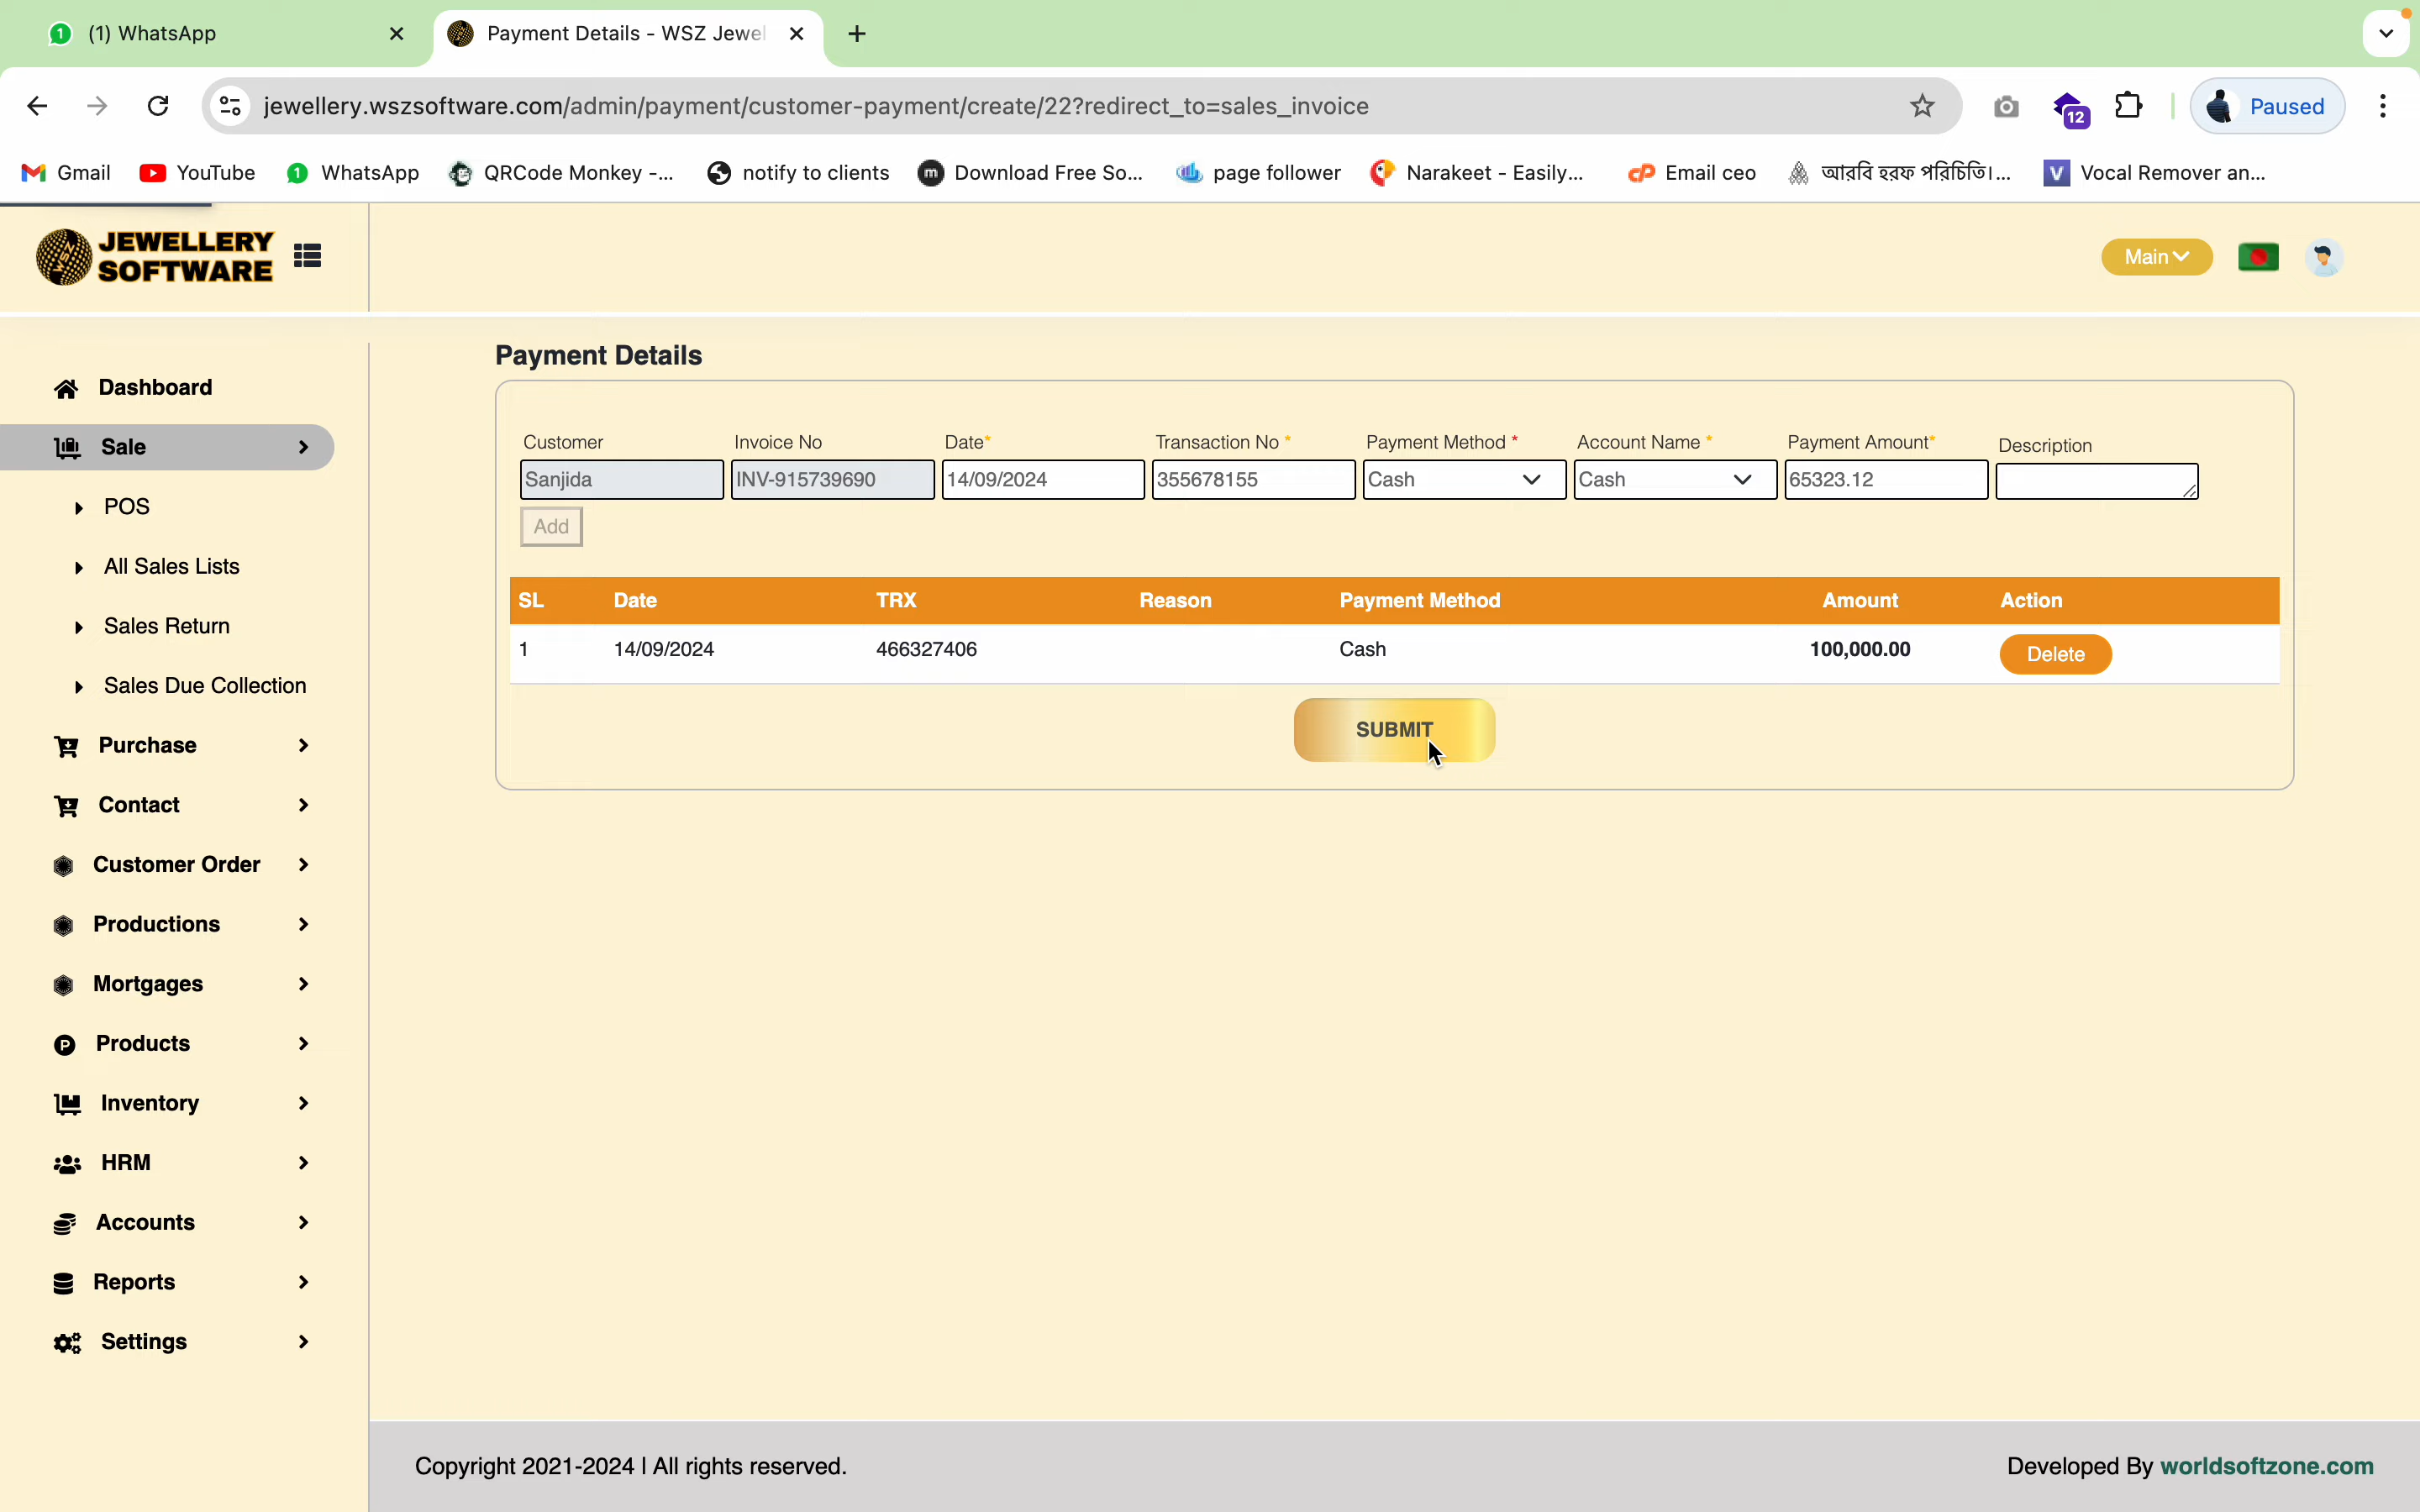 (1) WhatsApp
Payment Details - WSZ Jewel
jewellery.wszsoftware.com/admin/payment/customer-payment/create/22?redirect_to=sales_invoice
12
Paused
Gmail
YouTube
WhatsApp
QRCode Monkey -...
notify to clients
Download Free So...
page follower
Narakeet - Easily...
Email ceo
আরবি হরফ পরিচিতি।...
Vocal Remover an...
WSZ
JEWELLERY
SOFTWARE
Main
Dashboard
Sale
POS
All Sales Lists
Sales Return
Sales Due Collection
Purchase
Contact
Customer Order
Productions
Mortgages
Products
Inventory
HRM
Accounts
Reports
Settings
Payment Details
Customer Invoice No Date* Transaction No * Payment Method * Account Name * Payment Amount* Description
Sanjida INV-915739690 14/09/2024 355678155 Cash Cash 65323.12
Add
SL Date TRX Reason Payment Method Amount Action
1 14/09/2024 466327406 Cash 100,000.00 Delete
SUBMIT
Copyright 2021-2024 | All rights reserved.
Developed By worldsoftzone.com